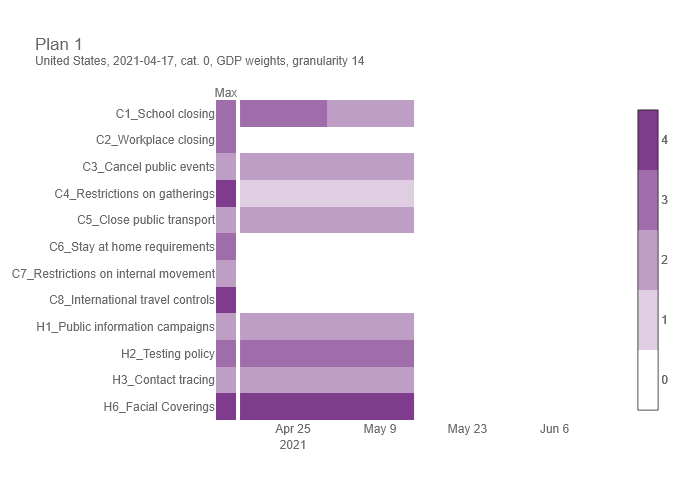 Plan 1
United States, 2021-04-17, cat. 0, GDP weights, granularity 14
Max
C1_School closing
C2_Workplace closing
C3_Cancel public events
C4_Restrictions on gatherings
C5_Close public transport
C6_Stay at home requirements
C7_Restrictions on internal movement
C8_International travel controls
H1_Public information campaigns
H2_Testing policy
H3_Contact tracing
H6_Facial Coverings
Apr 25 May 9 May 23 Jun 6
2021
4
3
2
1
0